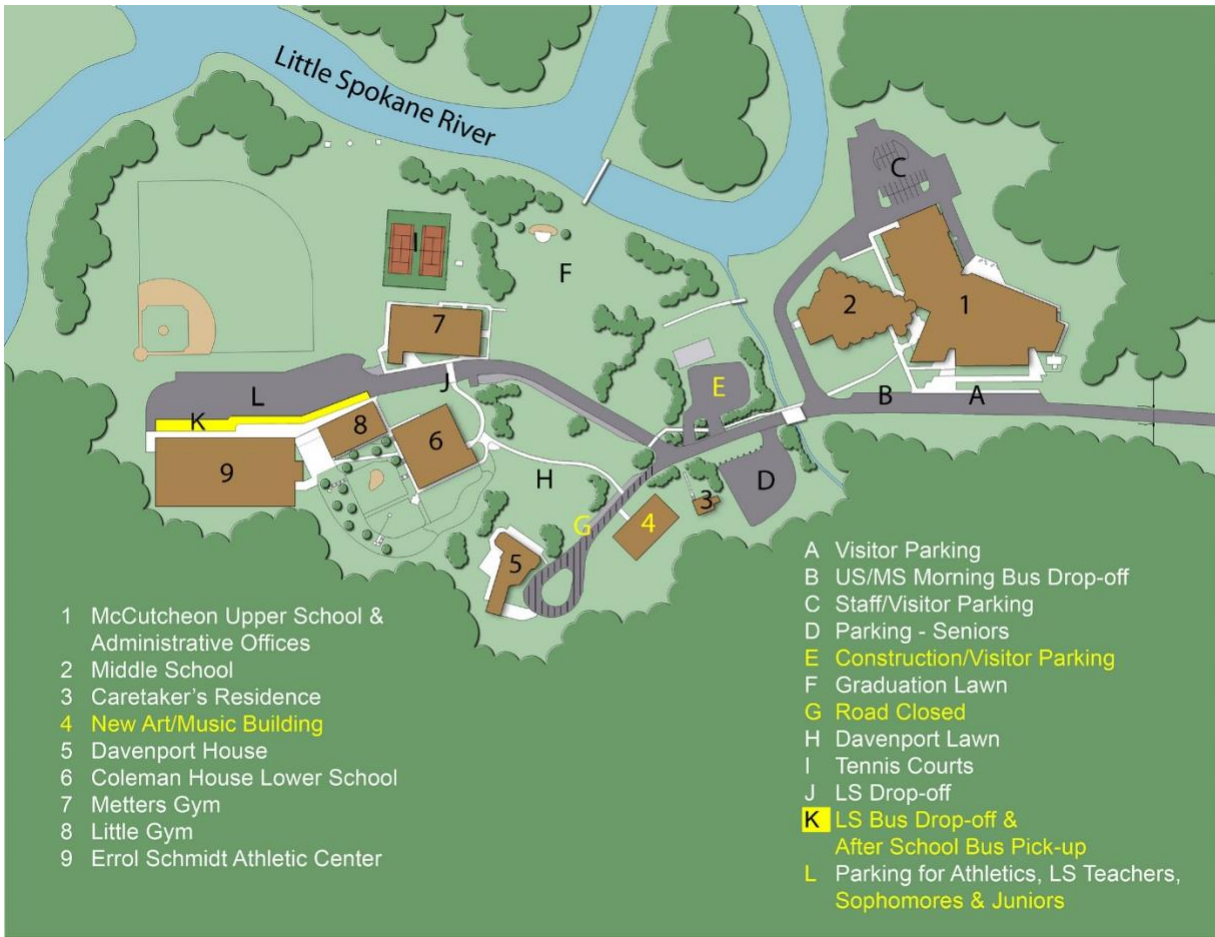 Little Spokane River
C
I
F
1
2
7
E
J
B
A
L
K
8
6
9
H
D
3
G
4
5
1 McCutcheon Upper School &
Administrative Offices
2 Middle School
3 Caretaker's Residence
4 New Art/Music Building
5 Davenport House
6 Coleman House Lower School
7 Metters Gym
8 Little Gym
9 Errol Schmidt Athletic Center
A Visitor Parking
B US/MS Morning Bus Drop-off
C Staff/Visitor Parking
D Parking - Seniors
E Construction/Visitor Parking
F Graduation Lawn
G Road Closed
H Davenport Lawn
I Tennis Courts
J LS Drop-off
K LS Bus Drop-off &
After School Bus Pick-up
L Parking for Athletics, LS Teachers,
Sophomores & Juniors